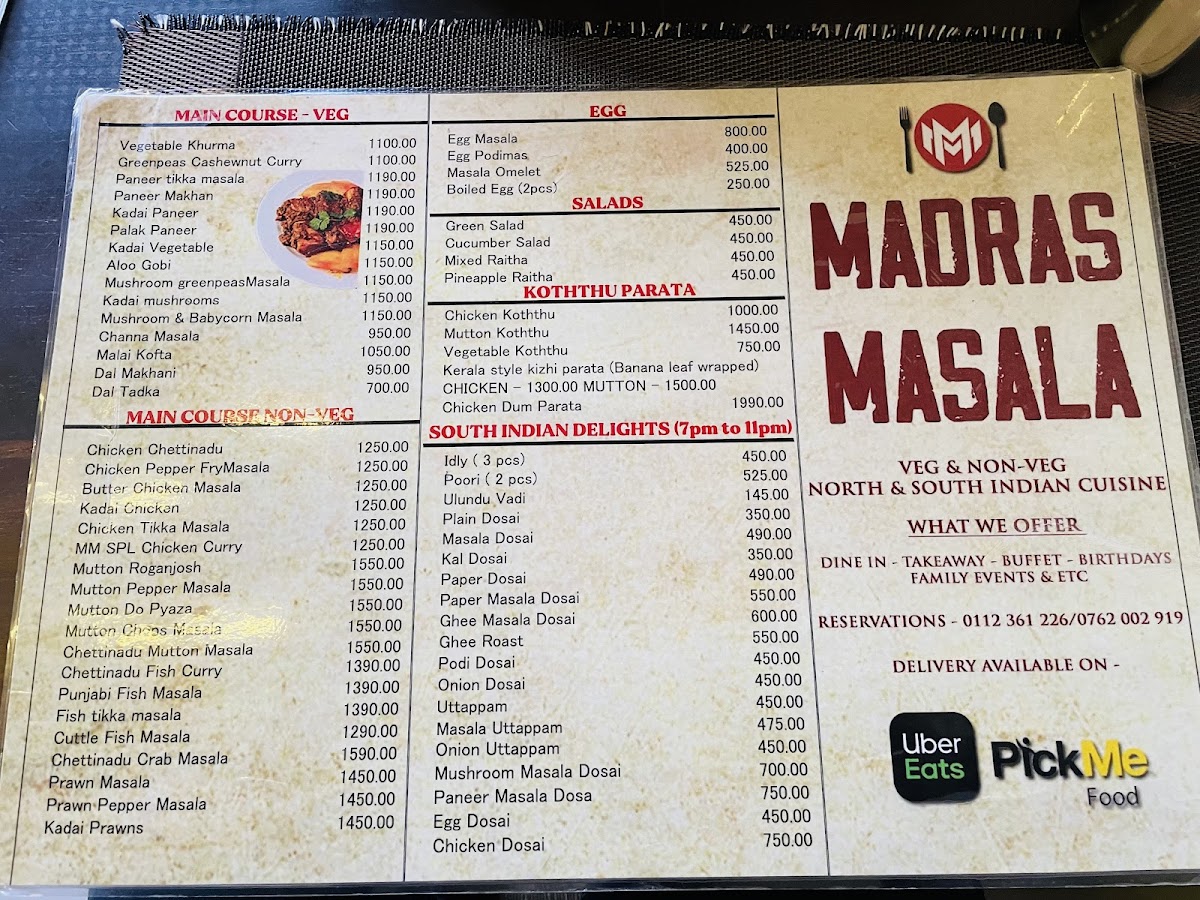 MAIN COURSE - VEG
Vegetable Khurma 1100.00
Greenpeas Cashewnut Curry 1100.00
Paneer tikka masala 1190.00
Paneer Makhan 1190.00
Kadai Paneer 1190.00
Palak Paneer 1190.00
Kadai Vegetable 1150.00
Aloo Gobi 1150.00
Mushroom greenpeasMasala 1150.00
Kadai mushrooms 1150.00
Mushroom & Babycorn Masala 1150.00
Channa Masala 950.00
Malai Kofta 1050.00
Dal Makhani 950.00
Dal Tadka 700.00
MAIN COURSE NON-VEG
Chicken Chettinadu 1250.00
Chicken Pepper FryMasala 1250.00
Butter Chicken Masala 1250.00
Kadai Chicken 1250.00
Chicken Tikka Masala 1250.00
MM SPL Chicken Curry 1250.00
Mutton Roganjosh 1550.00
Mutton Pepper Masala 1550.00
Mutton Do Pyaza 1550.00
Mutton Chops Masala 1550.00
Chettinadu Mutton Masala 1550.00
Chettinadu Fish Curry 1390.00
Punjabi Fish Masala 1390.00
Fish tikka masala 1390.00
Cuttle Fish Masala 1290.00
Chettinadu Crab Masala 1590.00
Prawn Masala 1450.00
Prawn Pepper Masala 1450.00
Kadai Prawns 1450.00
EGG
Egg Masala 800.00
Egg Podimas 400.00
Masala Omelet 525.00
Boiled Egg (2pcs) 250.00
SALADS
Green Salad 450.00
Cucumber Salad 450.00
Mixed Raitha 450.00
Pineapple Raitha 450.00
KOTHTHU PARATA
Chicken Koththu 1000.00
Mutton Koththu 1450.00
Vegetable Koththu 750.00
Kerala style kizhi parata (Banana leaf wrapped)
CHICKEN - 1300.00 MUTTON - 1500.00
Chicken Dum Parata 1990.00
SOUTH INDIAN DELIGHTS (7pm to 11pm)
Idly ( 3 pcs) 450.00
Poori ( 2 pcs) 525.00
Ulundu Vadi 145.00
Plain Dosai 350.00
Masala Dosai 490.00
Kal Dosai 350.00
Paper Dosai 490.00
Paper Masala Dosai 550.00
Ghee Masala Dosai 600.00
Ghee Roast 550.00
Podi Dosai 450.00
Onion Dosai 450.00
Uttappam 450.00
Masala Uttappam 475.00
Onion Uttappam 450.00
Mushroom Masala Dosai 700.00
Paneer Masala Dosa 750.00
Egg Dosai 450.00
Chicken Dosai 750.00
MADRAS
MASALA
VEG & NON-VEG
NORTH & SOUTH INDIAN CUISINE
WHAT WE OFFER
DINE IN - TAKEAWAY - BUFFET - BIRTHDAYS
FAMILY EVENTS & ETC
RESERVATIONS - 0112 361 226/0762 002 919
DELIVERY AVAILABLE ON -
Uber
Eats
PickMe
Food